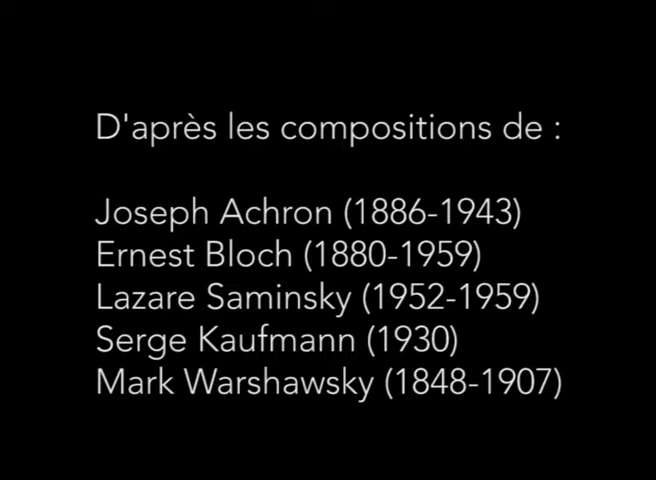 D'après les compositions de :
Joseph Achron (1886-1943)
Ernest Bloch (1880-1959)
Lazare Saminsky (1952-1959)
Serge Kaufmann (1930)
Mark Warshawsky (1848-1907)